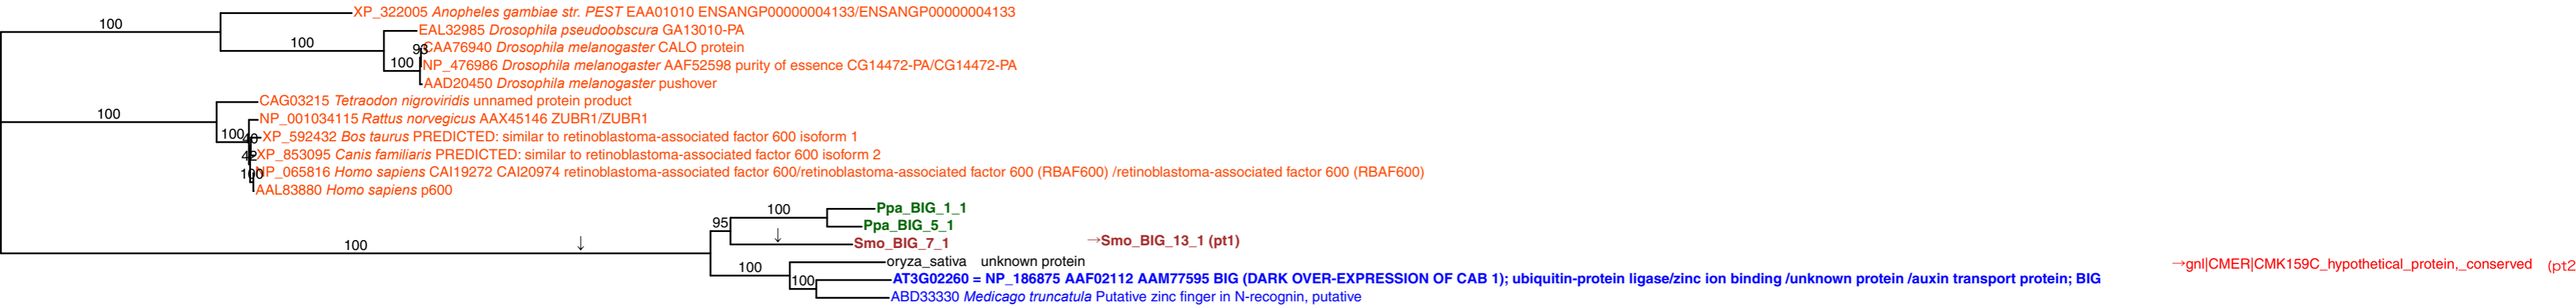 XP_322005 Anopheles gambiae str. PEST EAA01010 ENSANGP00000004133/ENSANGP00000004133
100
EAL32985 Drosophila pseudoobscura GA13010-PA
100
93
CAA76940 Drosophila melanogaster CALO protein
100
NP_476986 Drosophila melanogaster AAF52598 purity of essence CG14472-PA/CG14472-PA
AAD20450 Drosophila melanogaster pushover
CAG03215 Tetraodon nigroviridis unnamed protein product
100
NP_001034115 Rattus norvegicus AAX45146 ZUBR1/ZUBR1
100
XP_592432 Bos taurus PREDICTED: similar to retinoblastoma-associated factor 600 isoform 1
42
XP_853095 Canis familiaris PREDICTED: similar to retinoblastoma-associated factor 600 isoform 2
100
NP_065816 Homo sapiens CAI19272 CAI20974 retinoblastoma-associated factor 600/retinoblastoma-associated factor 600 (RBAF600) /retinoblastoma-associated factor 600 (RBAF600)
AAL83880 Homo sapiens p600
100
Ppa_BIG_1_1
95
Ppa_BIG_5_1
100 ↓
↓
Smo_BIG_7_1
→Smo_BIG_13_1 (pt1)
oryza_sativa unknown protein
→gnl|CMER|CMK159C_hypothetical_protein,_conserved (pt2
100
100
AT3G02260 = NP_186875 AAF02112 AAM77595 BIG (DARK OVER-EXPRESSION OF CAB 1); ubiquitin-protein ligase/zinc ion binding /unknown protein /auxin transport protein; BIG
ABD33330 Medicago truncatula Putative zinc finger in N-recognin, putative